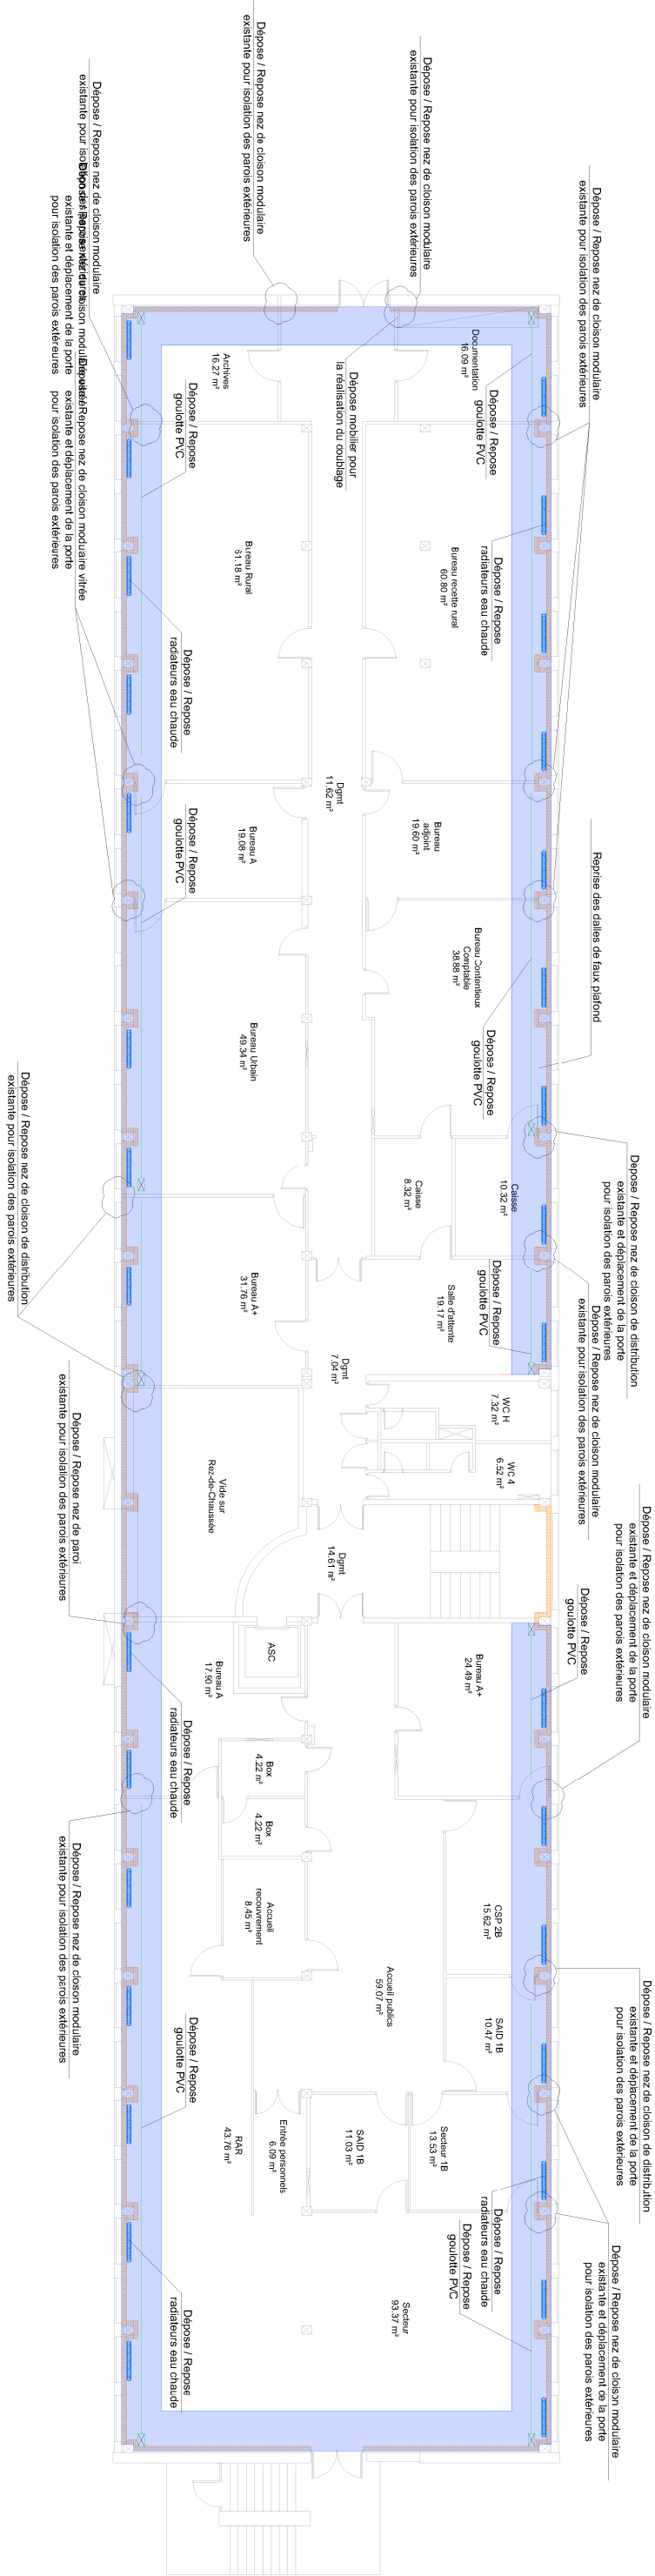 Dépose / Repose nez de cloison modulaire
existante pour isolation des parois extérieures
Dépose / Repose nez de cloison modulaire
existante pour isolation des parois extérieures
Dépose / Repose nez de cloison modulaire
existante pour isolation des parois extérieures
Dépose / Repose nez de cloison modulaire
existante et déplacement de la porte
pour isolation des parois extérieures
Dépose / Repose nez de cloison modulaire vitrée
existante et déplacement de la porte
pour isolation des parois extérieures
Dépose / Repose nez de cloison modulaire
existante pour isolation des parois extérieures
Documentation
16.09 m²
Dépose / Repose
goulotte PVC
Dépose mobilier pour
la réalisation du doublage
Archives
16.27 m²
Dépose / Repose
goulotte PVC
Dépose / Repose
radiateurs eau chaude
Bureau recette rural
60.80 m²
Bureau Rural
61.18 m²
Dépose / Repose
radiateurs eau chaude
Dgmt
11.62 m²
Bureau
adjoint
19.60 m²
Bureau A
19.08 m²
Dépose / Repose
goulotte PVC
Reprise des dalles de faux plafond
Bureau Contentieux
Comptable
38.88 m²
Dépose / Repose
goulotte PVC
Bureau Urbain
49.34 m²
Dépose / Repose nez de cloison de distribution
existante pour isolation des parois extérieures
Dépose / Repose nez de cloison de distribution
existante et déplacement de la porte
pour isolation des parois extérieures
Caisse
10.32 m²
Caisse
8.32 m²
Dépose / Repose nez de cloison modulaire
existante pour isolation des parois extérieures
Dépose / Repose
goulotte PVC
Salle d'attente
19.17 m²
Bureau A+
31.76 m²
Dgmt
7.04 m²
WC H
7.32 m²
WC 4
6.52 m²
Vide sur
Rez-de-Chaussée
Dépose / Repose nez de paroi
existante pour isolation des parois extérieures
Dgmt
14.61 m²
Dépose / Repose nez de cloison modulaire
existante et déplacement de la porte
pour isolation des parois extérieures
Dépose / Repose
goulotte PVC
Bureau A+
24.49 m²
ASC
Bureau A
17.90 m²
Dépose / Repose
radiateurs eau chaude
Box
4.22 m²
Box
4.22 m²
Dépose / Repose nez de closon modulaire
existante pour isolation des parois extérieures
Accueil
recouvrement
8.45 m²
CSP 2B
15.62 m²
Accueil publics
59.07 m²
SAID 1B
10.47 m²
Dépose / Repose nez de cloison de distribution
existante et déplacement de la porte
pour isolation des parois extérieures
Dépose / Repose
goulotte PVC
RAR
43.76 m²
Entrée personnels
6.09 m²
SAID 1B
11.03 m²
Secteur 1B
13.53 m²
Dépose / Repose
radiateurs eau chaude
Dépose / Repose
goulotte PVC
Dépose / Repose nez de cloison modulaire
existante et déplacement de la porte
pour isolation des parois extérieures
Secteur
93.37 m²
Dépose / Repose
radiateurs eau chaude